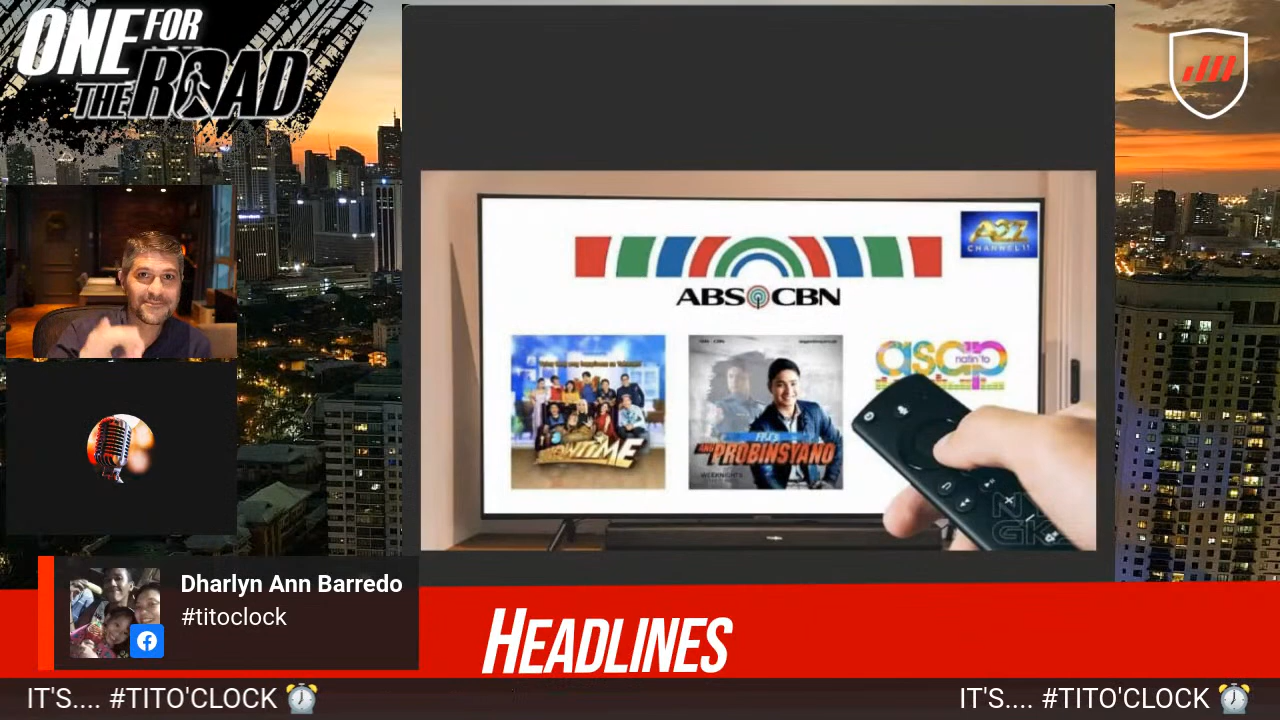 ONE FOR
THE ROAD
A2Z
CHANNEL 11
ABS CBN
SHOWTIME
FPJ's
ANG PROBINSYANO
WEEKNIGHTS
asap
natin 'to
Dharlyn Ann Barredo
#titoclock
HEADLINES
IT'S.... #TITO'CLOCK
IT'S.... #TITO'CLOCK